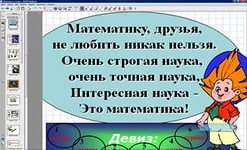 Математику, друзья,
не любить никак нельзя.
Очень строгая наука,
очень точная наука,
Интересная наука -
Это математика!
Девиз: